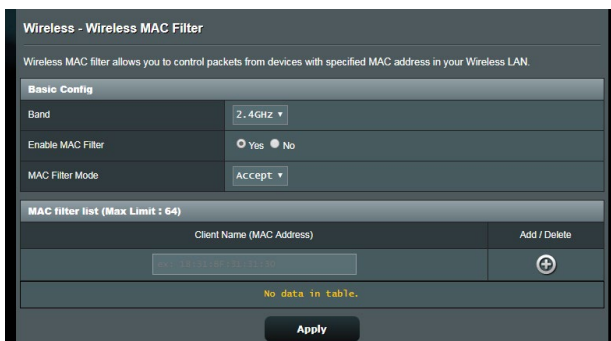 Wireless - Wireless MAC Filter
Wireless MAC filter allows you to control packets from devices with specified MAC address in your Wireless LAN.
Basic Config
Band 2.4GHz
Enable MAC Filter Yes No
MAC Filter Mode Accept
MAC filter list (Max Limit : 64)
Client Name (MAC Address) Add / Delete
No data in table.
Apply